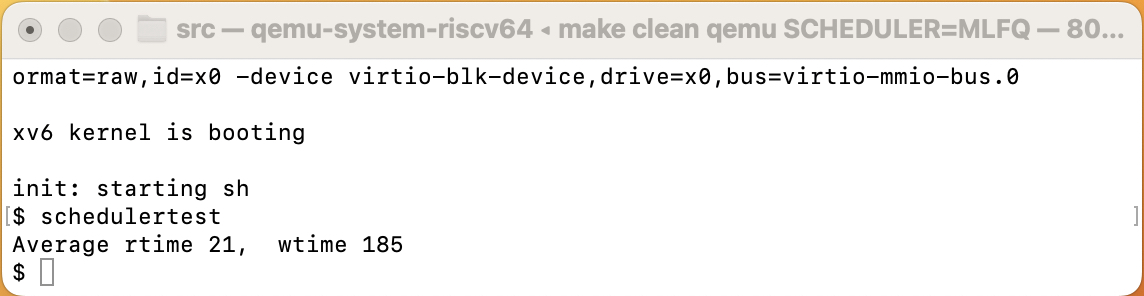 src — qemu-system-riscv64 ◂ make clean qemu SCHEDULER=MLFQ — 80...
ormat=raw,id=x0 -device virtio-blk-device,drive=x0,bus=virtio-mmio-bus.0
xv6 kernel is booting
init: starting sh
[$ schedulertest ]
Average rtime 21,  wtime 185
$